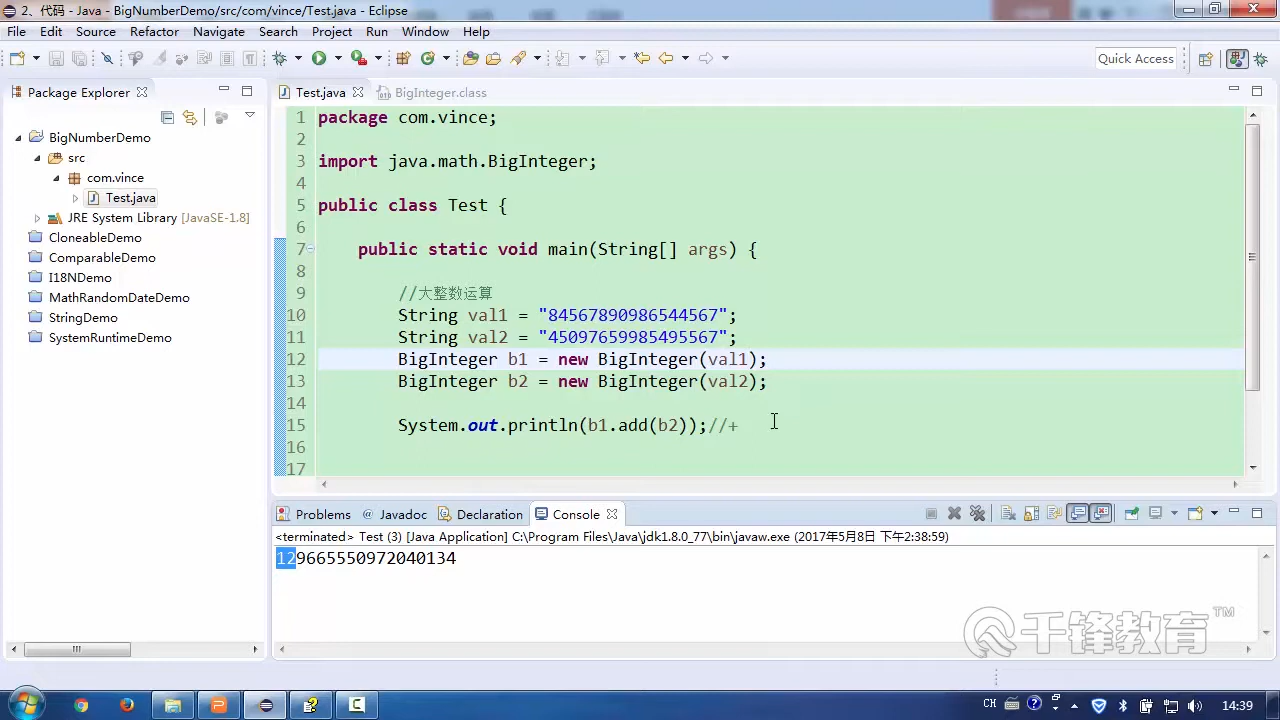 2、代码 - Java - BigNumberDemo/src/com/vince/Test.java - Eclipse
File Edit Source Refactor Navigate Search Project Run Window Help
Quick Access
Package Explorer
BigNumberDemo
src
com.vince
Test.java
JRE System Library [JavaSE-1.8]
CloneableDemo
ComparableDemo
I18NDemo
MathRandomDateDemo
StringDemo
SystemRuntimeDemo
Test.java BigInteger.class
1 package com.vince;
2
3 import java.math.BigInteger;
4
5 public class Test {
6
7 public static void main(String[] args) {
8
9 //大整数运算
10 String val1 = "84567890986544567";
11 String val2 = "45097659985495567";
12 BigInteger b1 = new BigInteger(val1);
13 BigInteger b2 = new BigInteger(val2);
14
15 System.out.println(b1.add(b2));//+
16
17
Problems @ Javadoc Declaration Console
<terminated> Test (3) [Java Application] C:\Program Files\Java\jdk1.8.0_77\bin\javaw.exe (2017年5月8日 下午2:38:59)
129665550972040134
千锋教育™
CH 14:39